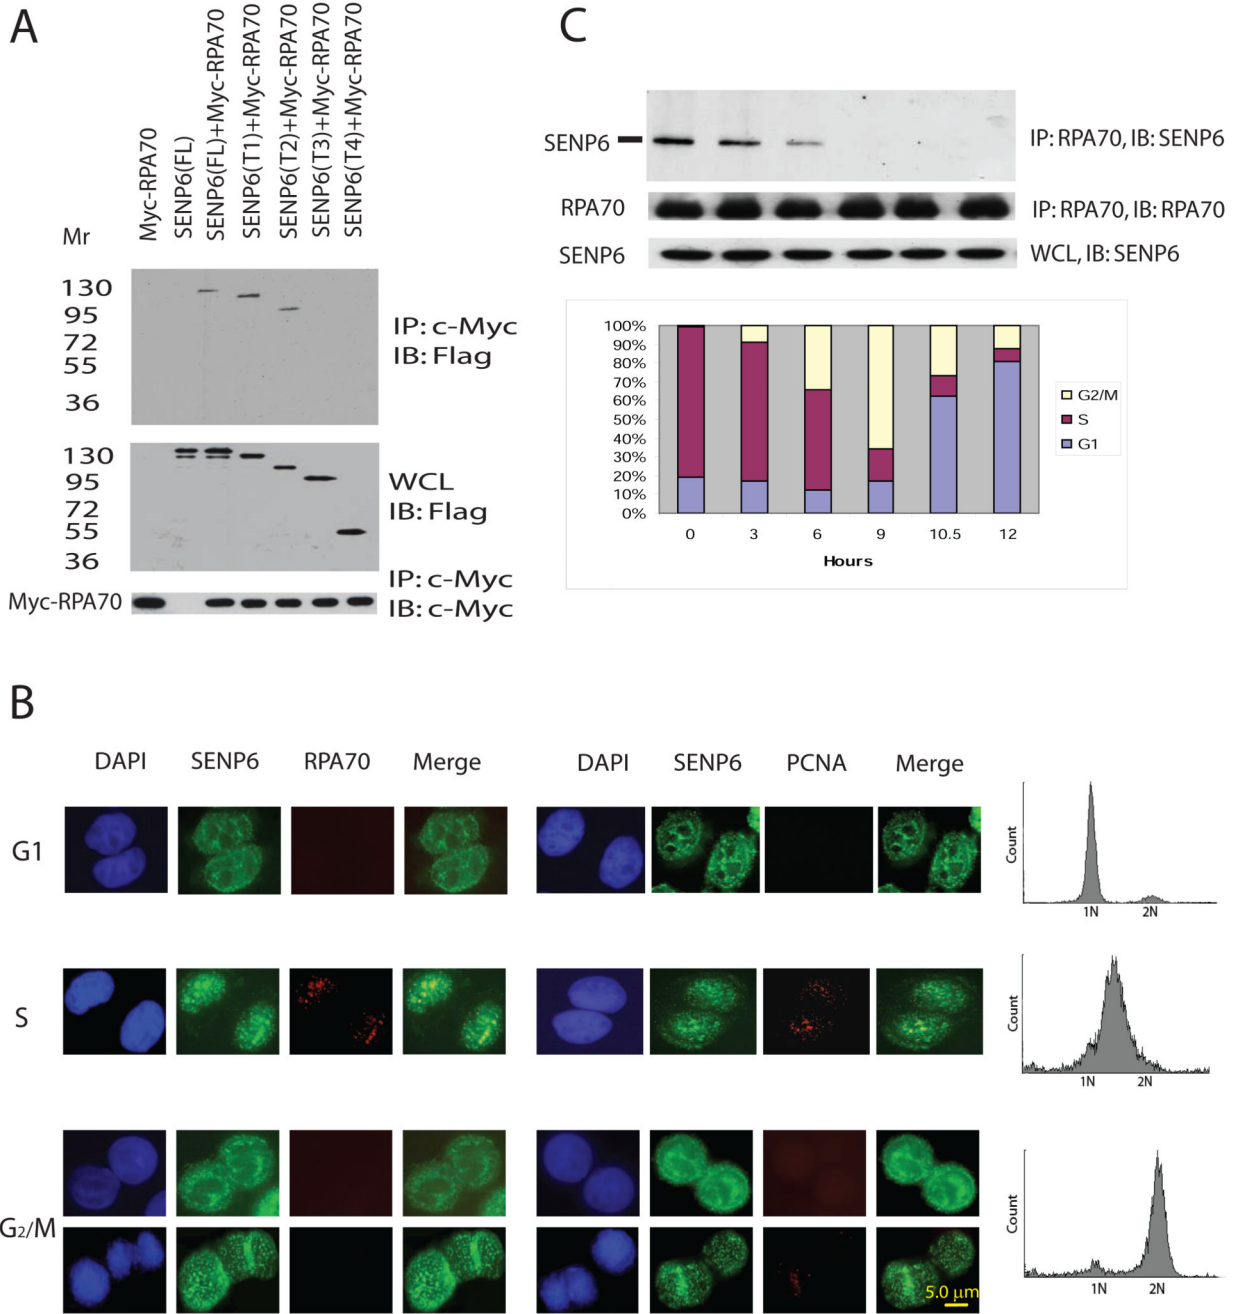 A
Myc-RPA70
SENP6(FL)
SENP6(FL)+Myc-RPA70
SENP6(T1)+Myc-RPA70
SENP6(T2)+Myc-RPA70
SENP6(T3)+Myc-RPA70
SENP6(T4)+Myc-RPA70
Mr
130
95
72
55
36
IP: c-Myc
IB: Flag
130
95
72
55
36
WCL
IB: Flag
Myc-RPA70
IP: c-Myc
IB: c-Myc
C
SENP6
IP: RPA70, IB: SENP6
RPA70
IP: RPA70, IB: RPA70
SENP6
WCL, IB: SENP6
100%
90%
80%
70%
60%
50%
40%
30%
20%
10%
0%
0 3 6 9 10.5 12
Hours
G2/M
S
G1
B
DAPI SENP6 RPA70 Merge DAPI SENP6 PCNA Merge
G1
Count
1N 2N
S
Count
1N 2N
G2/M
Count
1N 2N
5.0 μm